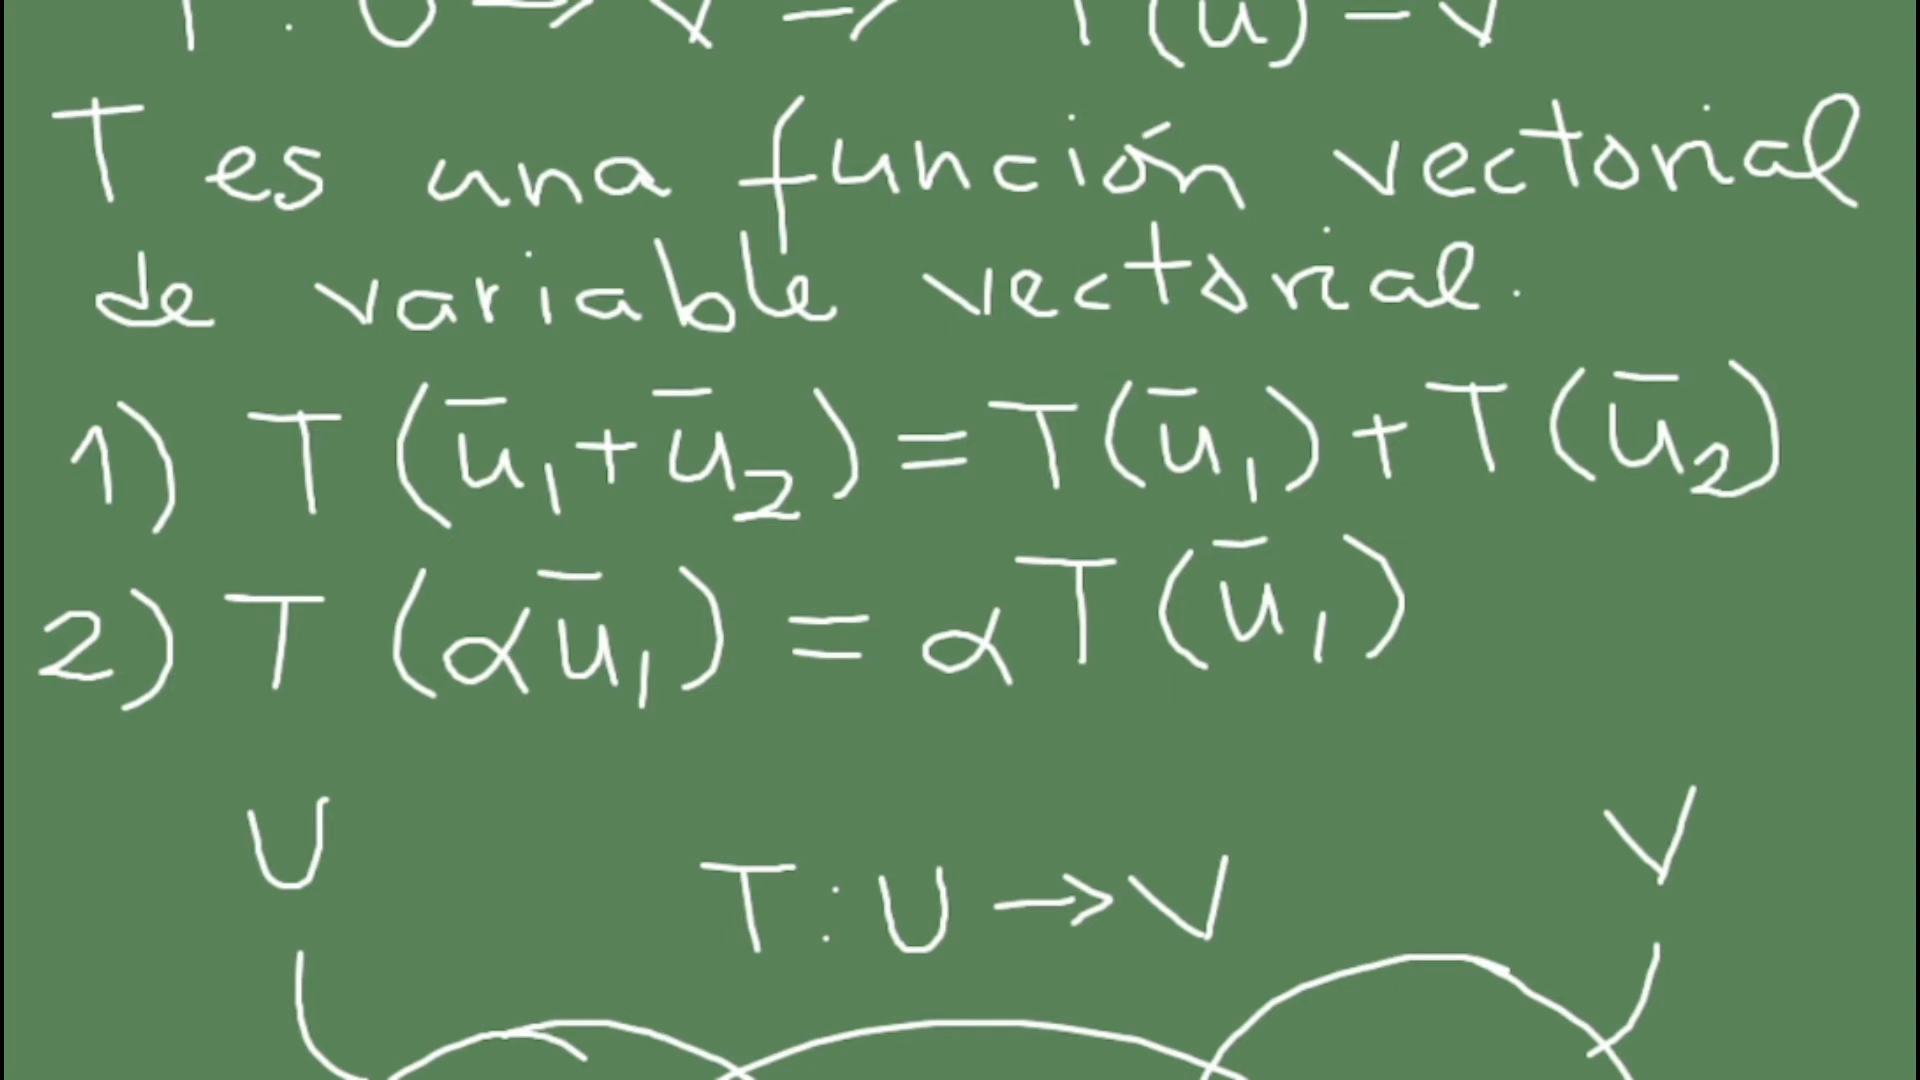 T : U → V ⇒ T(u) = V
T es una función vectorial
de variable vectorial.
1) T(ū₁+ū₂) = T(ū₁) + T(ū₂)
2) T(αū₁) = αT(ū₁)
U V
T : U → V